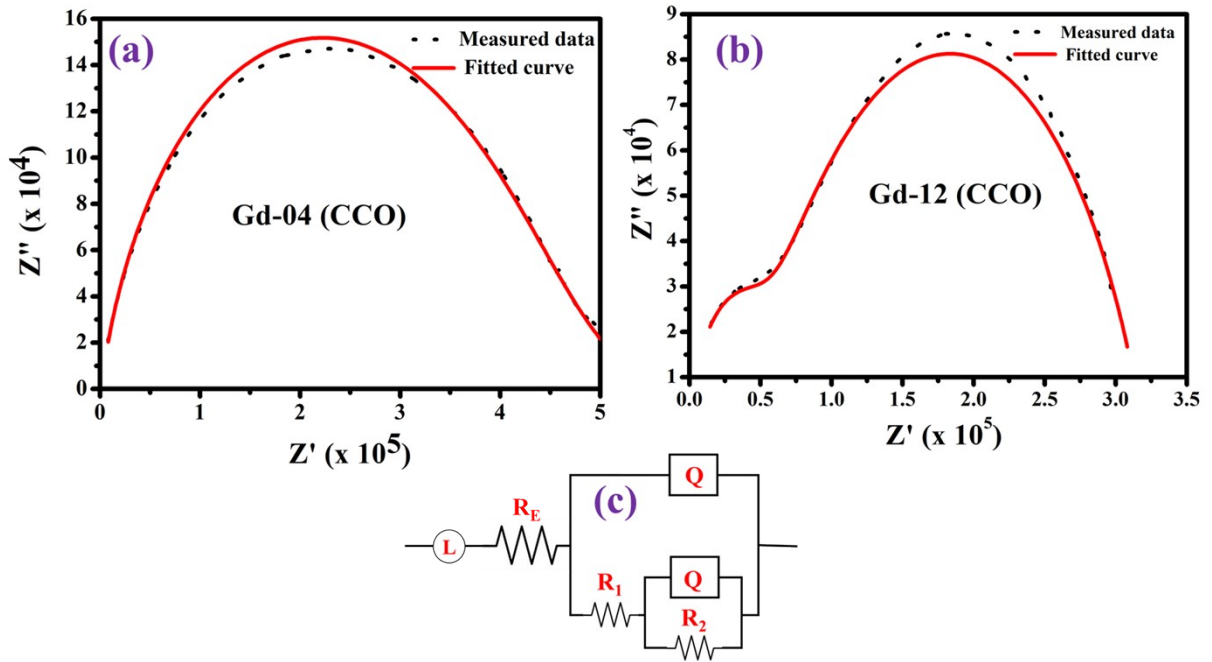 (a)
Measured data
Fitted curve
Gd-04 (CCO)
Z'' (x 10⁴)
16
14
12
10
8
6
4
2
0
0
1
2
3
4
5
Z' (x 10⁵)
(b)
Measured data
Fitted curve
Gd-12 (CCO)
Z'' (x 10⁴)
9
8
7
6
5
4
3
2
1
0.0
0.5
1.0
1.5
2.0
2.5
3.0
3.5
Z' (x 10⁵)
(c)
Q
R_E
L
Q
R₁
R₂